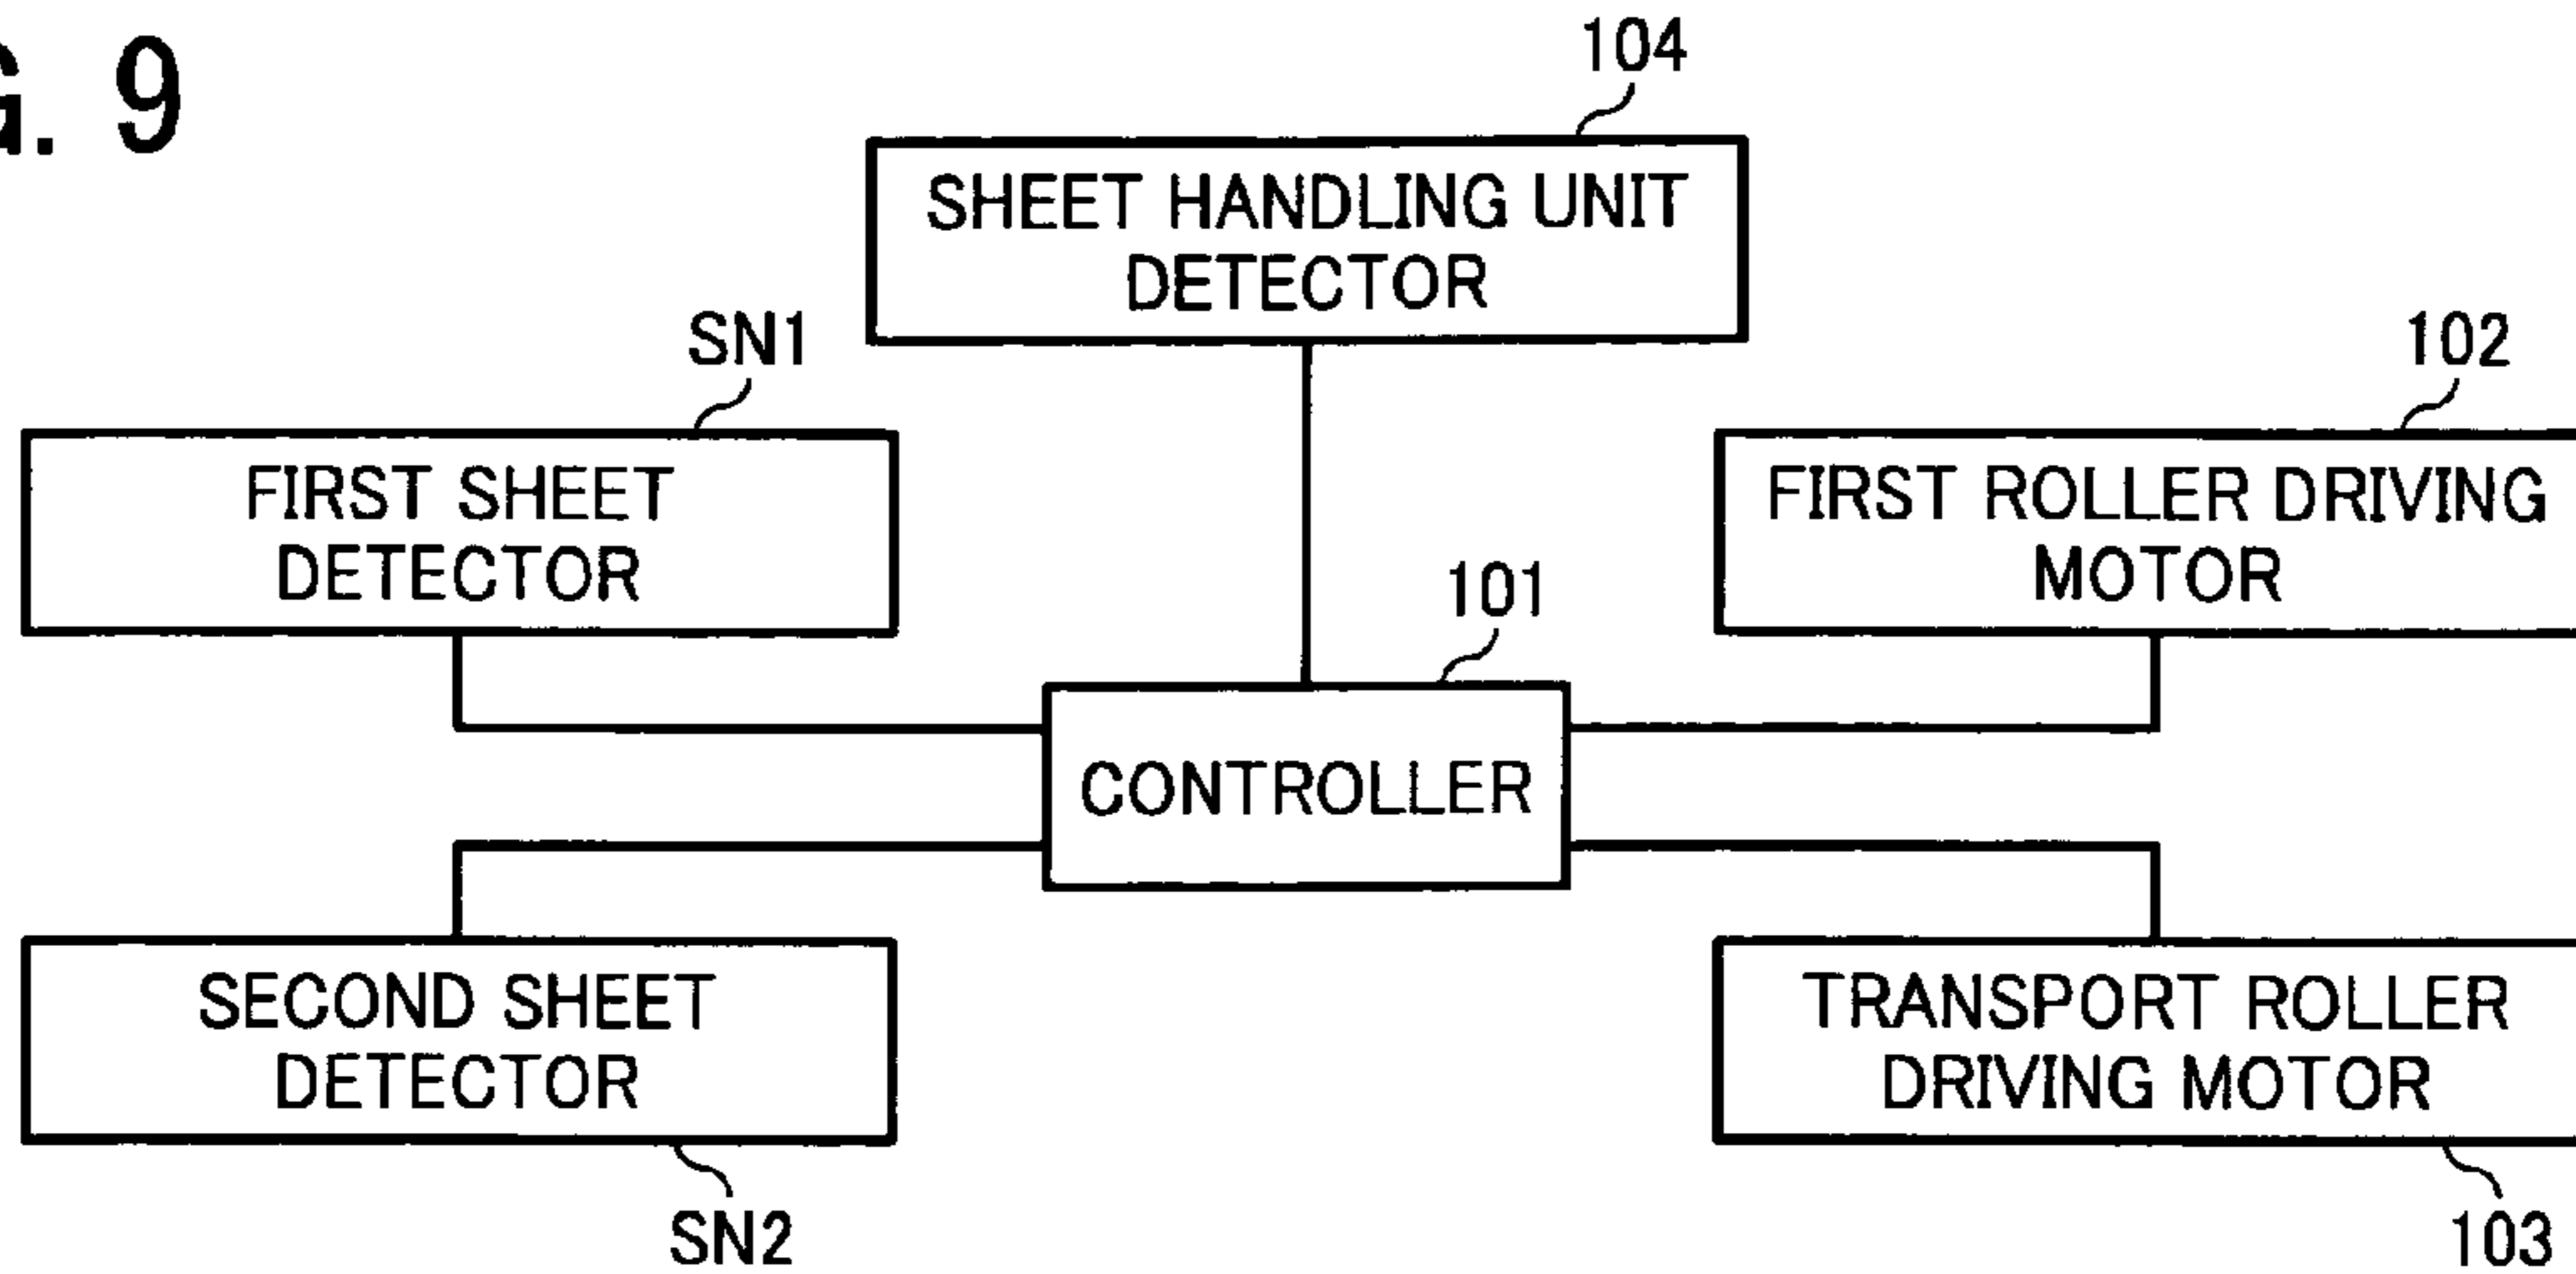 G. 9
104
SHEET HANDLING UNIT
DETECTOR
SN1
FIRST SHEET
DETECTOR
102
FIRST ROLLER DRIVING
MOTOR
101
CONTROLLER
SECOND SHEET
DETECTOR
SN2
TRANSPORT ROLLER
DRIVING MOTOR
103